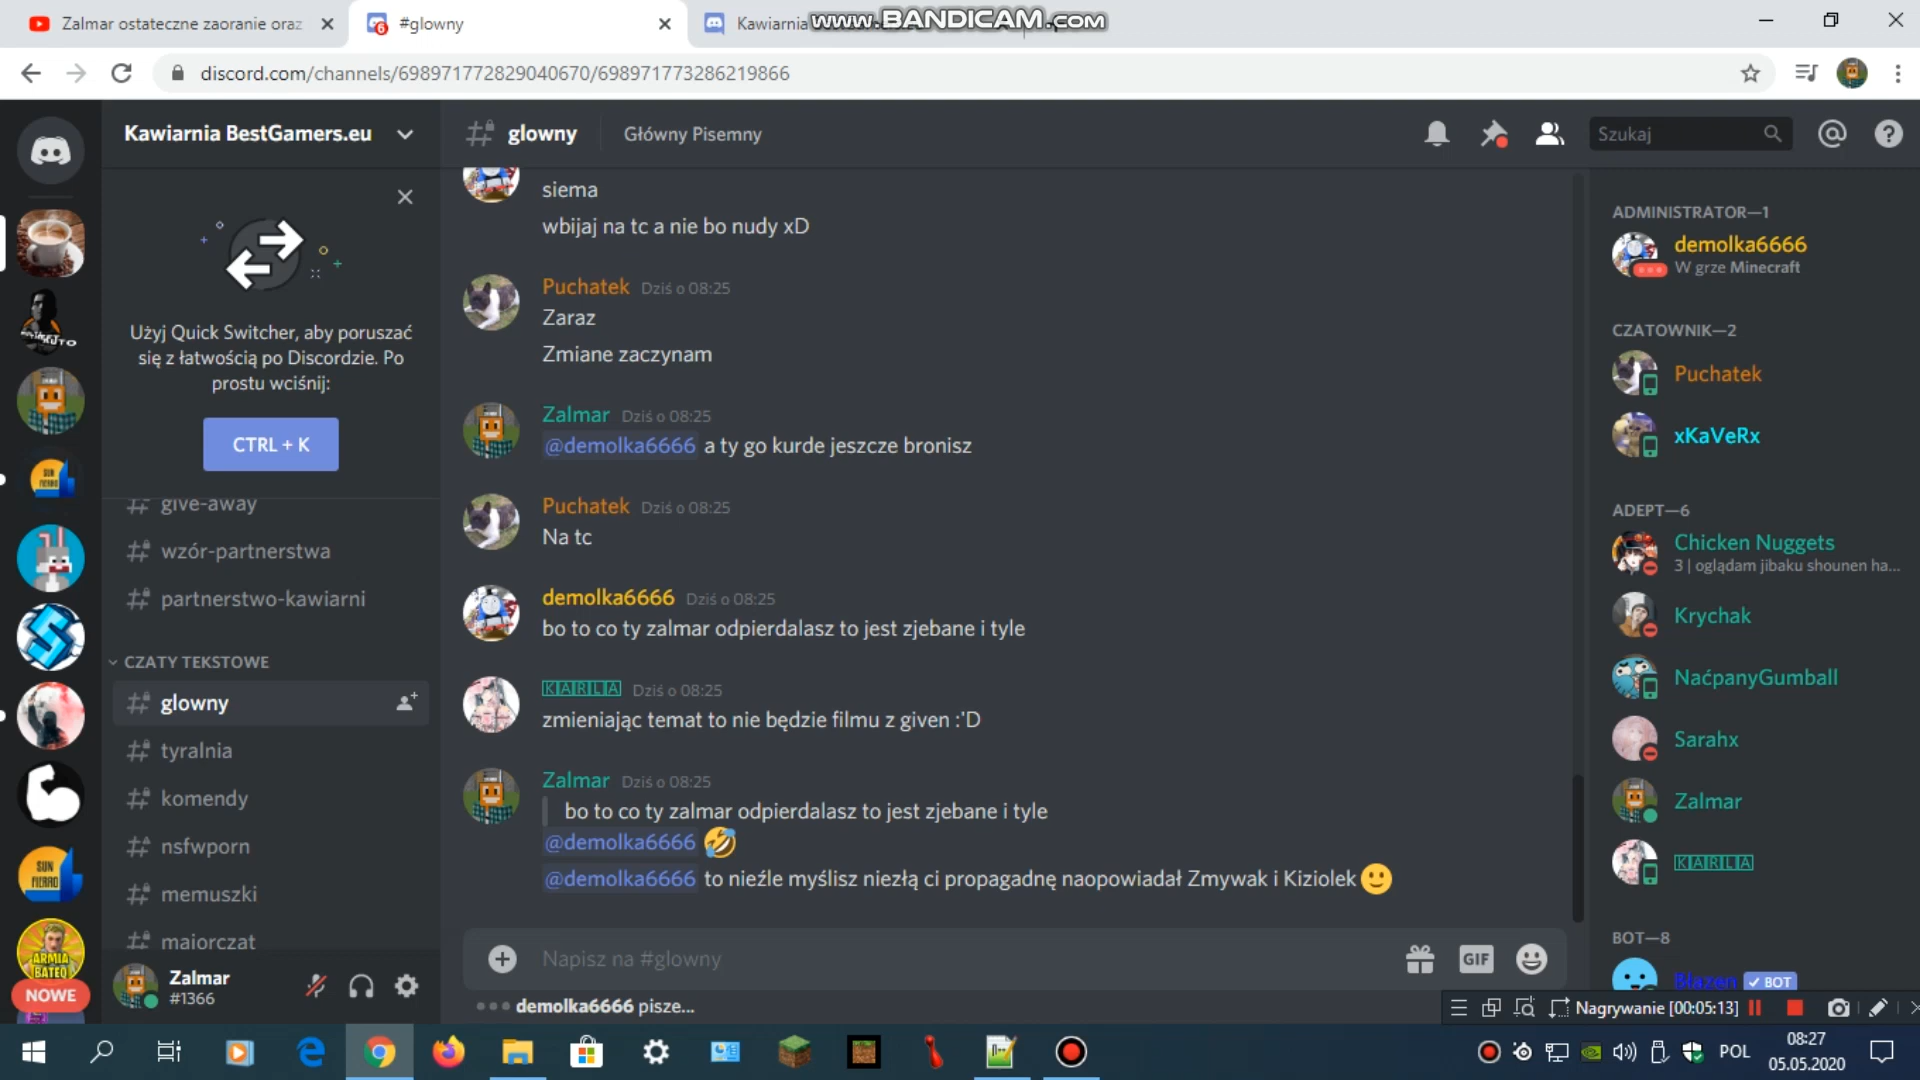 Zalmar ostateczne zaoranie oraz
#glowny
Kawiarnia
www.BANDICAM.com
discord.com/channels/698971772829040670/698971773286219866
Kawiarnia BestGamers.eu
glowny
Główny Pisemny
Szukaj
Użyj Quick Switcher, aby poruszać
się z łatwością po Discordzie. Po
prostu wciśnij:
CTRL + K
give-away
wzór-partnerstwa
partnerstwo-kawiarni
CZATY TEKSTOWE
glowny
tyralnia
komendy
nsfwporn
memuszki
maiorczat
SUN
FIERRO
ARMIA
BATEQ
NOWE
Zalmar
#1366
siema
wbijaj na tc a nie bo nudy xD
Puchatek Dziś o 08:25
Zaraz
Zmiane zaczynam
Zalmar Dziś o 08:25
@demolka6666 a ty go kurde jeszcze bronisz
Puchatek Dziś o 08:25
Na tc
demolka6666 Dziś o 08:25
bo to co ty zalmar odpierdalasz to jest zjebane i tyle
KARLA Dziś o 08:25
zmieniając temat to nie będzie filmu z given :'D
Zalmar Dziś o 08:25
bo to co ty zalmar odpierdalasz to jest zjebane i tyle
@demolka6666 🤣
@demolka6666 to nieźle myślisz niezłą ci propagadnę naopowiadał Zmywak i Kiziolek 🙂
Napisz na #glowny
GIF
demolka6666 pisze...
ADMINISTRATOR—1
demolka6666
W grze Minecraft
CZATOWNIK—2
Puchatek
xKaVeRx
ADEPT—6
Chicken Nuggets
3 | oglądam jibaku shounen ha...
Krychak
NaćpanyGumball
Sarahx
Zalmar
KARLA
BOT—8
Blazen ✓ BOT
Nagrywanie [00:05:13]
POL
08:27
05.05.2020